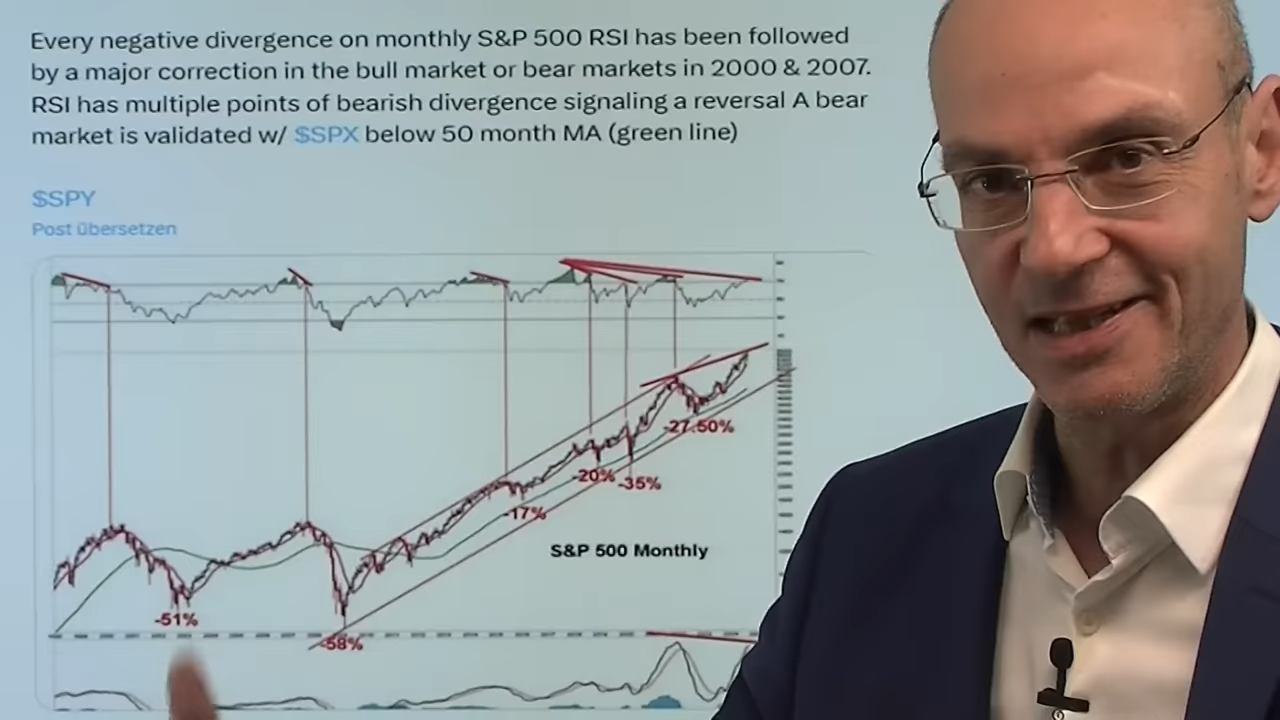 Every negative divergence on monthly S&P 500 RSI has been followed
by a major correction in the bull market or bear markets in 2000 & 2007.
RSI has multiple points of bearish divergence signaling a reversal A bear
market is validated w/ $SPX below 50 month MA (green line)
$SPY
Post übersetzen
-27.50%
-20%
-35%
-17%
S&P 500 Monthly
-51%
-58%